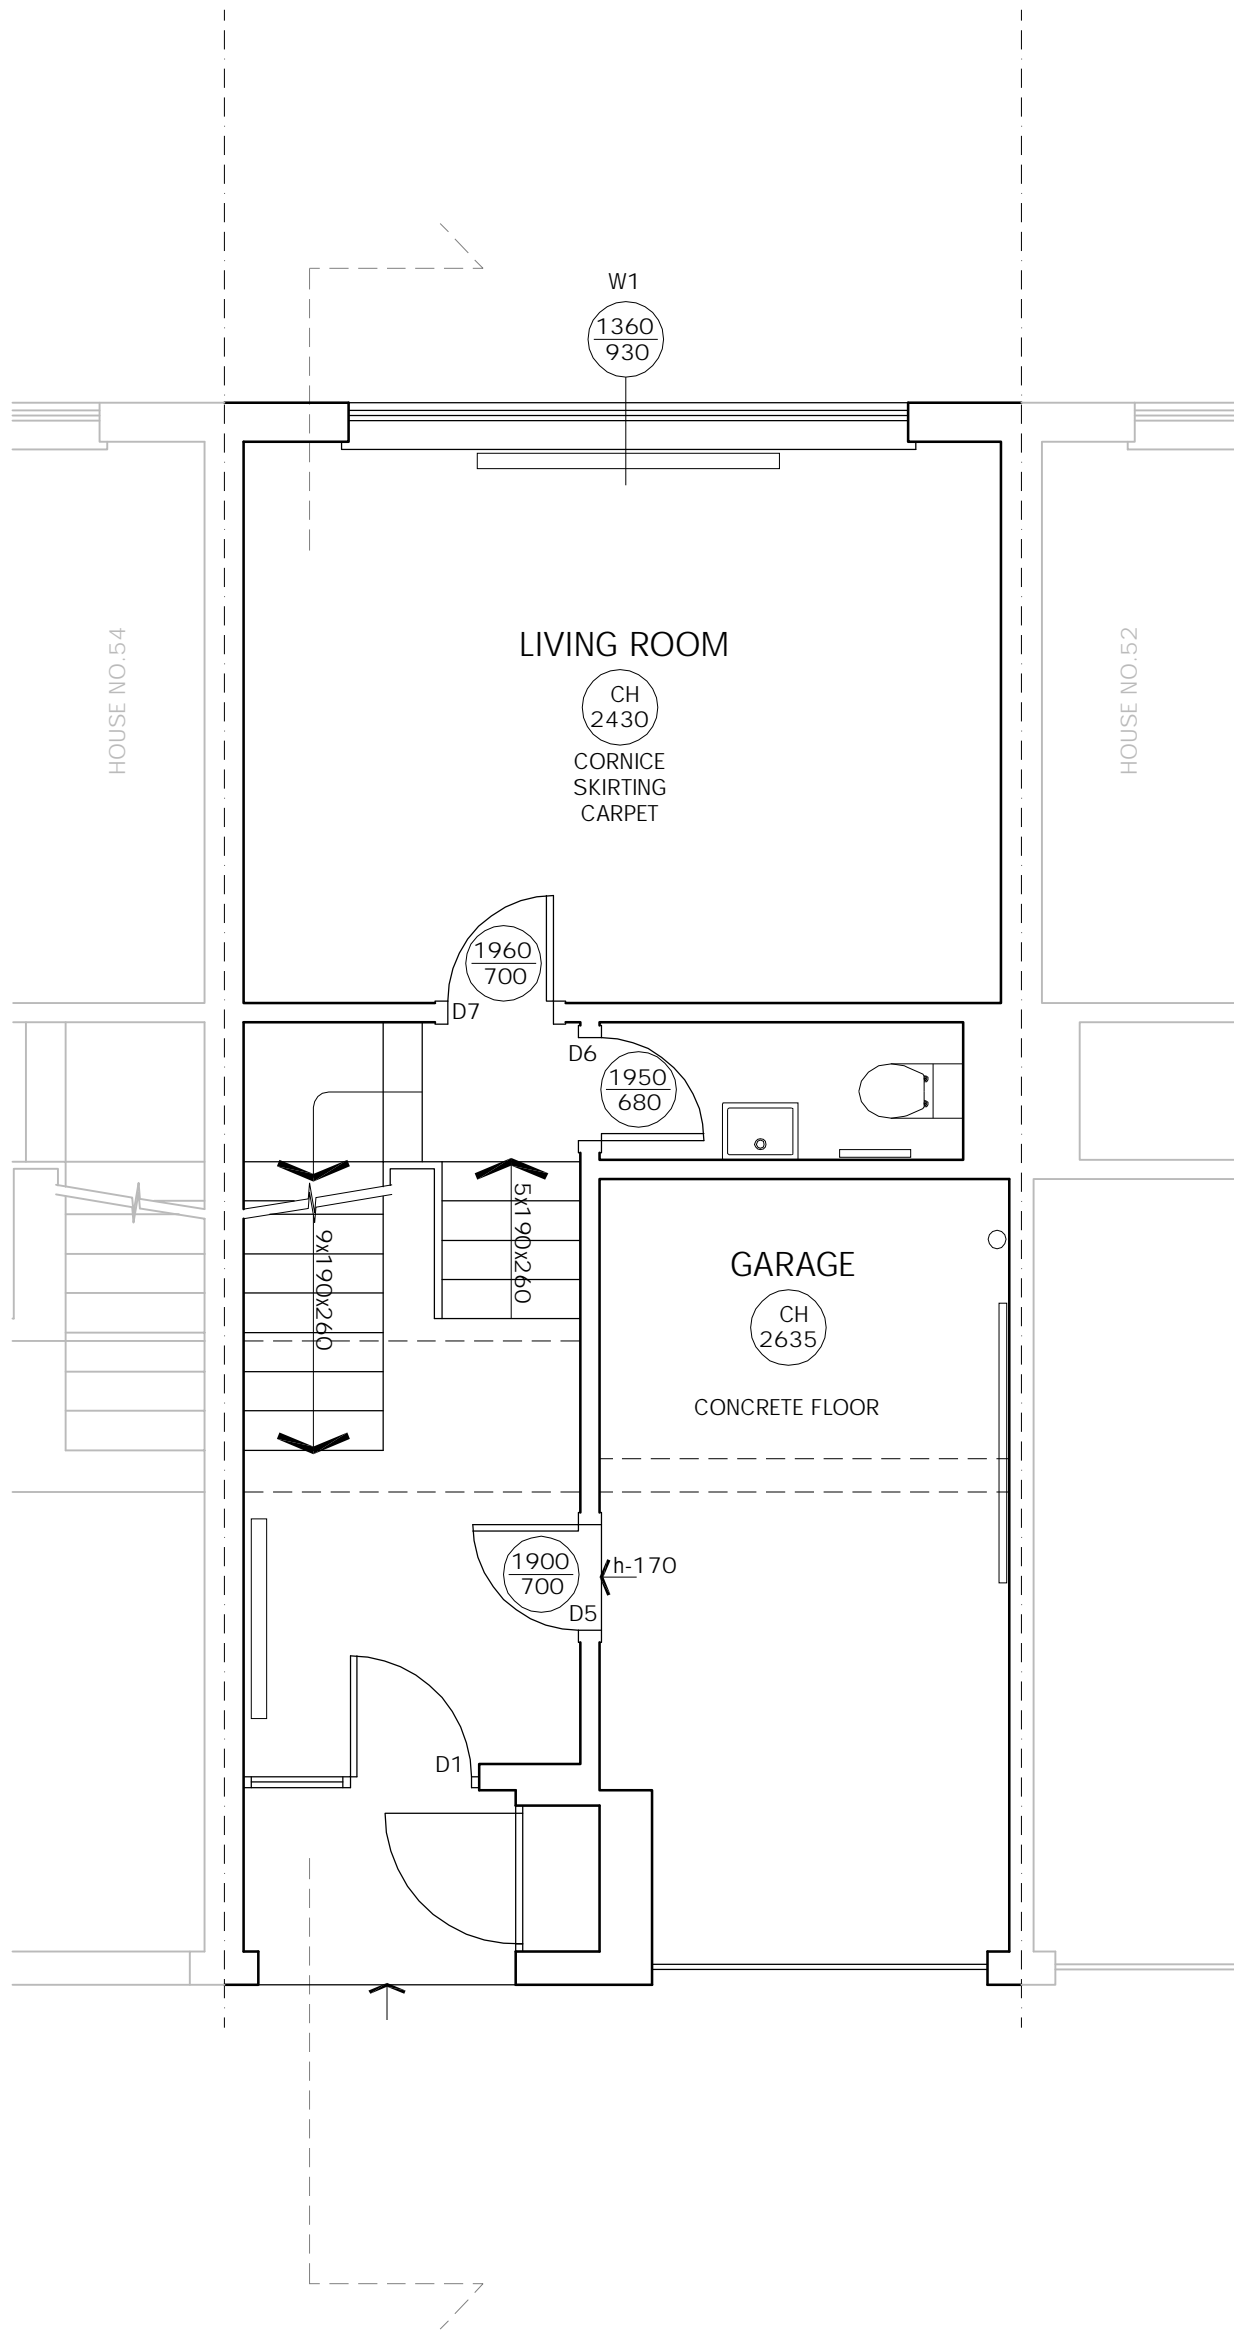 W1
1360
930
HOUSE NO.54
LIVING ROOM
CH
2430
CORNICE
SKIRTING
CARPET
HOUSE NO.52
1960
700
D7
D6
1950
680
5x190x260
9x190x260
GARAGE
CH
2635
CONCRETE FLOOR
1900
700
h-170
D5
D1